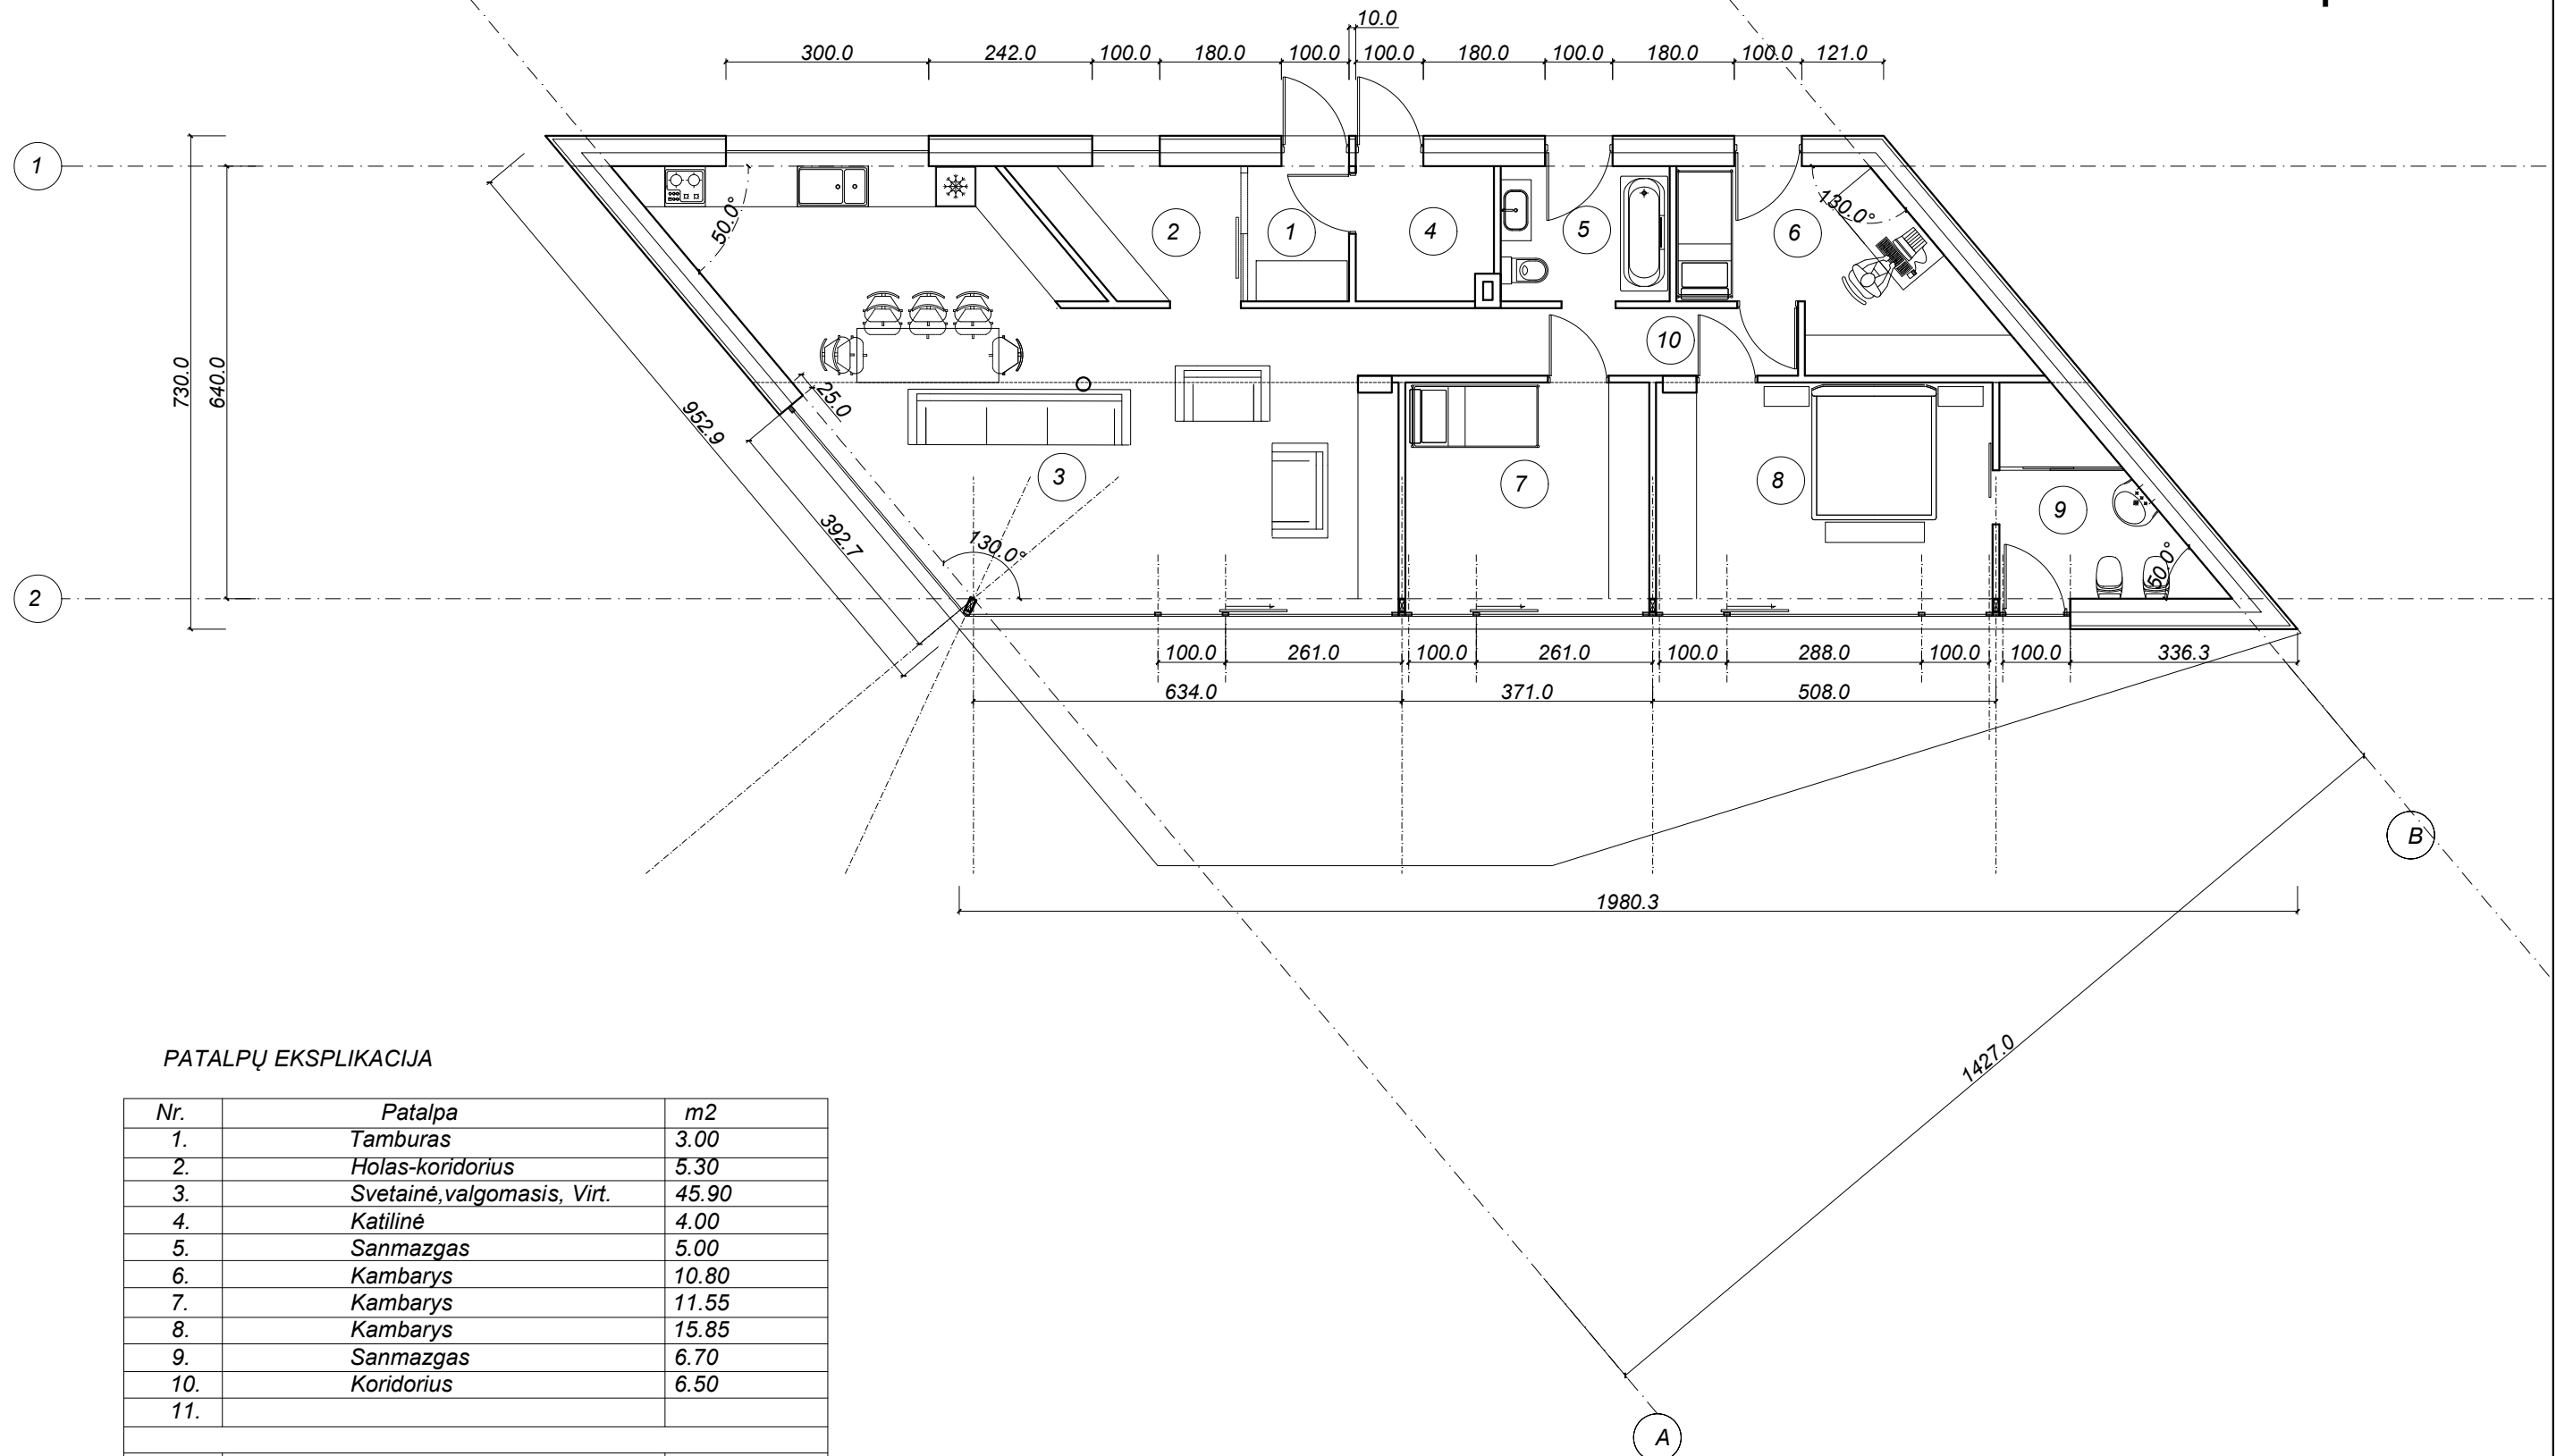 10.0
300.0 242.0 100.0 180.0 100.0 100.0 180.0 100.0 180.0 100.0 121.0
1
50.0°
130.0°
2 1 4 5 6
10
730.0
640.0
952.9
25.0
392.7
3 7 8 9
130.0°
50.0°
2
100.0 261.0 100.0 261.0 100.0 288.0 100.0 100.0 336.3
634.0 371.0 508.0
B
1980.3
1427.0
A
PATALPŲ EKSPLIKACIJA
Nr. Patalpa m2
1. Tamburas 3.00
2. Holas-koridorius 5.30
3. Svetainė,valgomasis, Virt. 45.90
4. Katilinė 4.00
5. Sanmazgas 5.00
6. Kambarys 10.80
7. Kambarys 11.55
8. Kambarys 15.85
9. Sanmazgas 6.70
10. Koridorius 6.50
11.